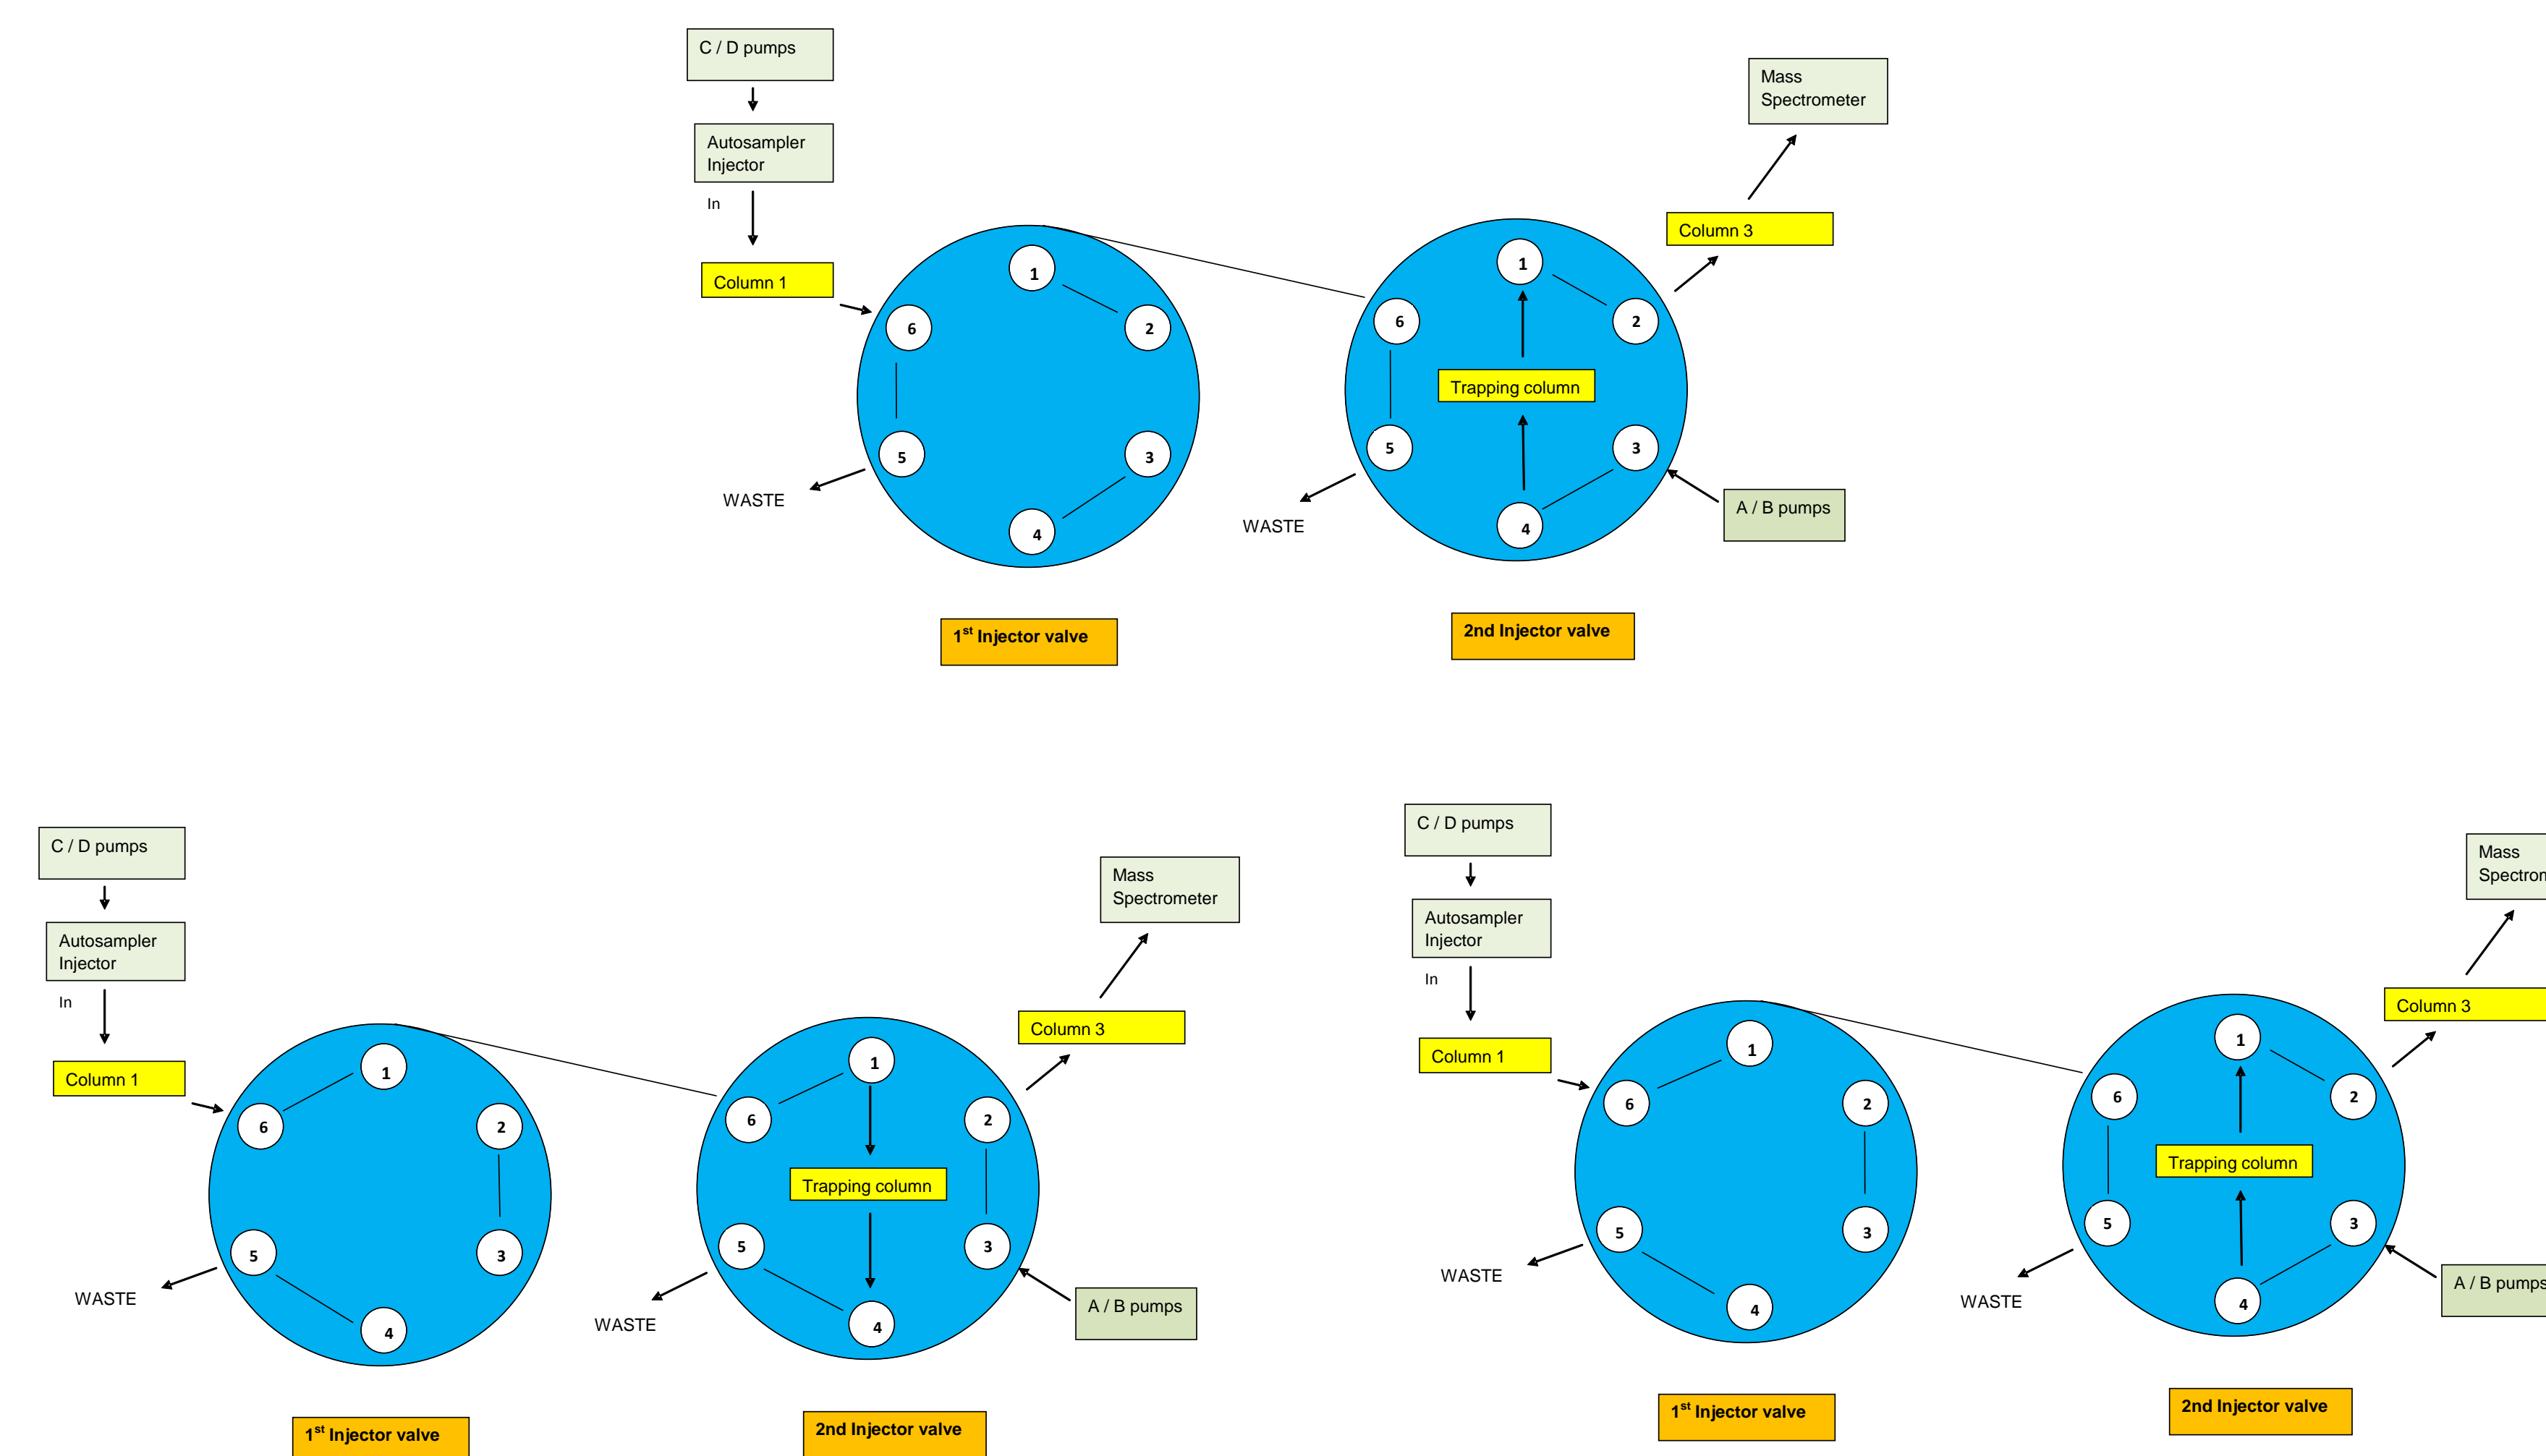 C / D pumps
Autosampler
Injector
In
Column 1
Mass
Spectrometer
Column 3
1
2
3
4
5
6
1
2
3
4
5
6
Trapping column
WASTE
WASTE
A / B pumps
1st Injector valve
2nd Injector valve
C / D pumps
Autosampler
Injector
In
Column 1
Mass
Spectrometer
Column 3
1
2
3
4
5
6
1
2
3
4
5
6
Trapping column
WASTE
WASTE
A / B pumps
1st Injector valve
2nd Injector valve
C / D pumps
Autosampler
Injector
In
Column 1
Mass
Spectrom
Column 3
1
2
3
4
5
6
1
2
3
4
5
6
Trapping column
WASTE
WASTE
A / B pumps
1st Injector valve
2nd Injector valve